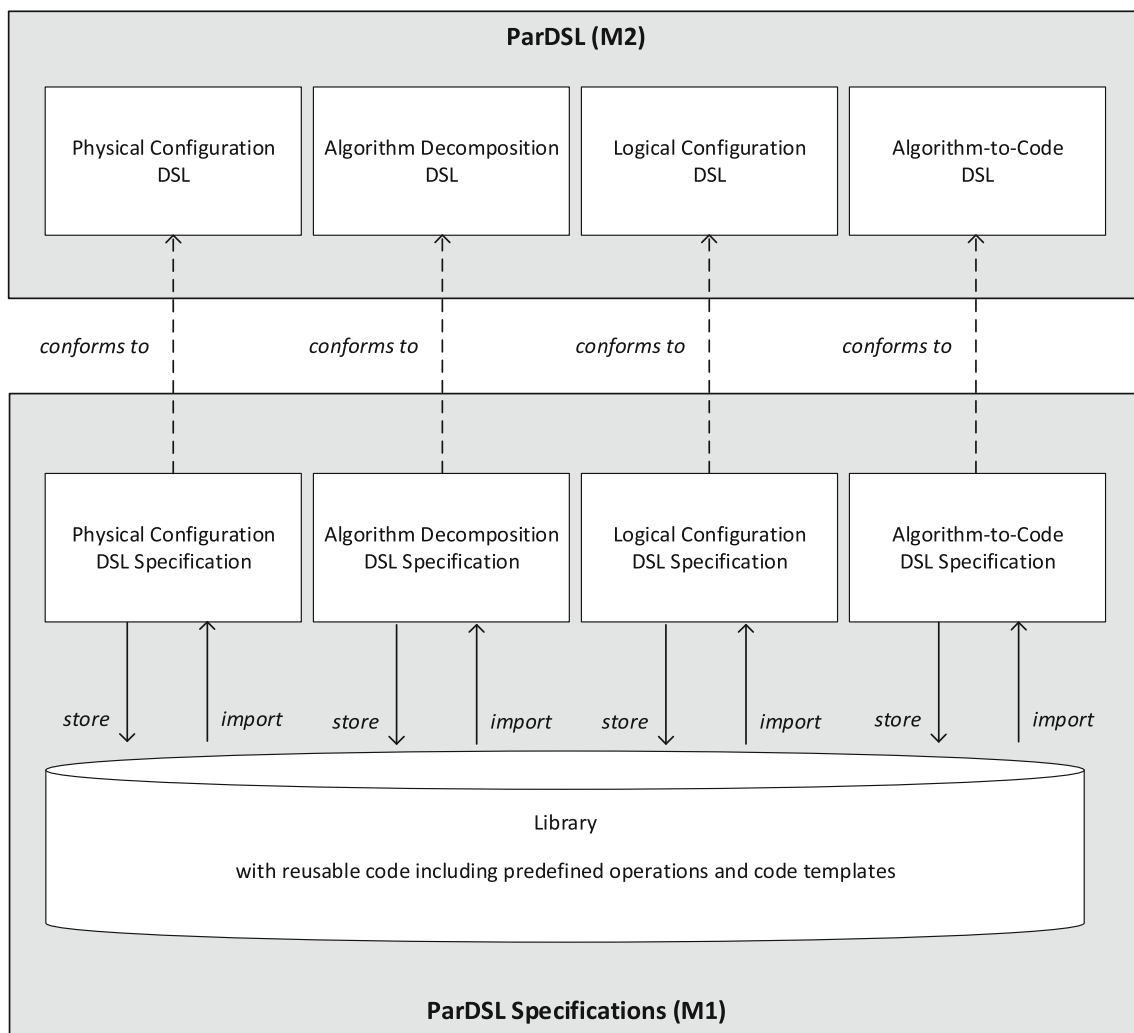 ParDSL (M2)
Physical Configuration
DSL
Algorithm Decomposition
DSL
Logical Configuration
DSL
Algorithm-to-Code
DSL
conforms to
conforms to
conforms to
conforms to
Physical Configuration
DSL Specification
Algorithm Decomposition
DSL Specification
Logical Configuration
DSL Specification
Algorithm-to-Code
DSL Specification
store
import
store
import
store
import
store
import
Library
with reusable code including predefined operations and code templates
ParDSL Specifications (M1)